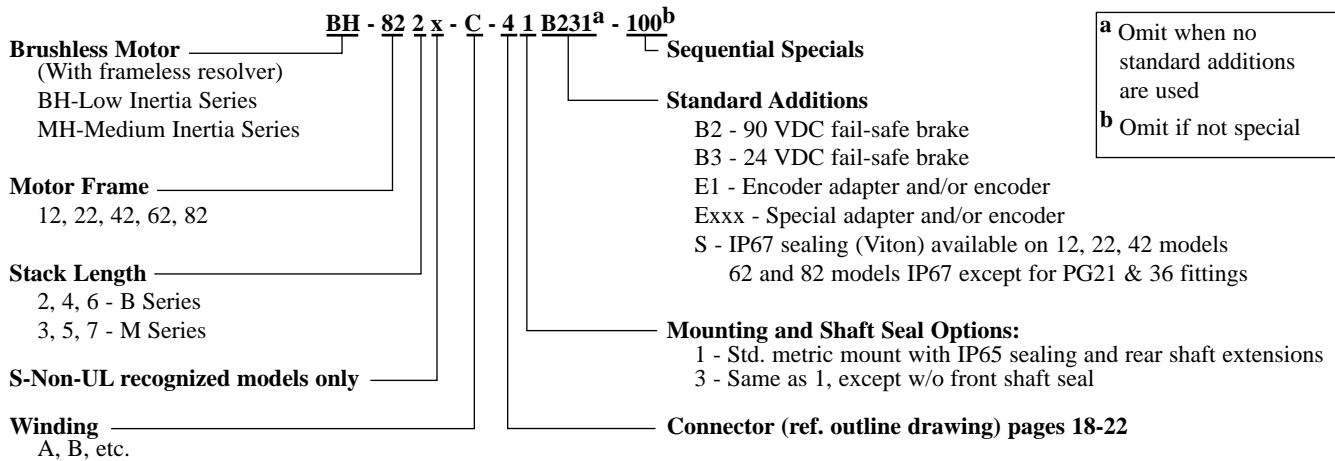 BH - 82 2 x - C - 4 1 B231a - 100b
Brushless Motor
(With frameless resolver)
BH-Low Inertia Series
MH-Medium Inertia Series
Motor Frame
12, 22, 42, 62, 82
Stack Length
2, 4, 6 - B Series
3, 5, 7 - M Series
S-Non-UL recognized models only
Winding
A, B, etc.
Sequential Specials
Standard Additions
B2 - 90 VDC fail-safe brake
B3 - 24 VDC fail-safe brake
E1 - Encoder adapter and/or encoder
Exxx - Special adapter and/or encoder
S - IP67 sealing (Viton) available on 12, 22, 42 models
62 and 82 models IP67 except for PG21 & 36 fittings
Mounting and Shaft Seal Options:
1 - Std. metric mount with IP65 sealing and rear shaft extensions
3 - Same as 1, except w/o front shaft seal
Connector (ref. outline drawing) pages 18-22
a Omit when no
standard additions
are used
b Omit if not special